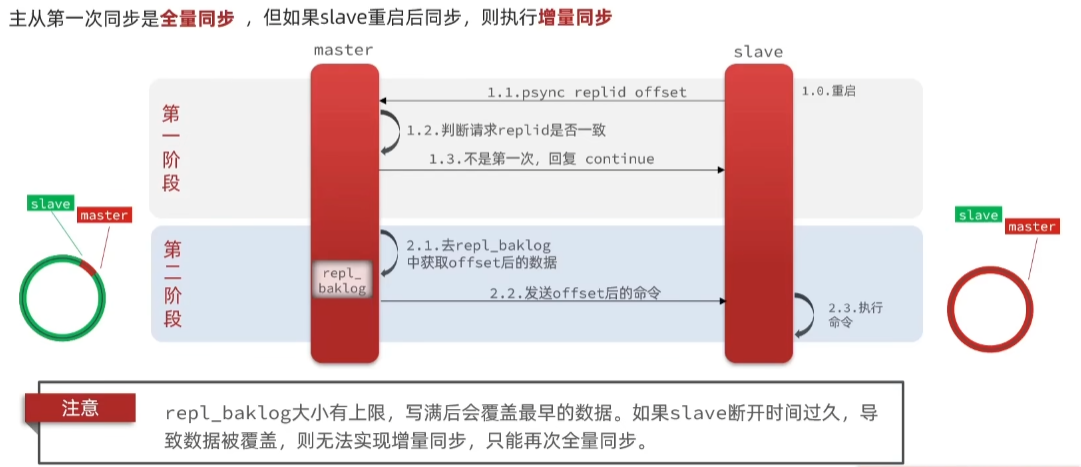 主从第一次同步是全量同步 ，但如果slave重启后同步，则执行增量同步
master
slave
第一阶段
1.0.重启
1.1.psync replid offset
1.2.判断请求replid是否一致
1.3.不是第一次，回复 continue
slave
master
第二阶段
2.1.去repl_baklog
中获取offset后的数据
repl_
baklog
2.2.发送offset后的命令
2.3.执行
命令
slave
master
注意
repl_baklog大小有上限，写满后会覆盖最早的数据。如果slave断开时间过久，导
致数据被覆盖，则无法实现增量同步，只能再次全量同步。